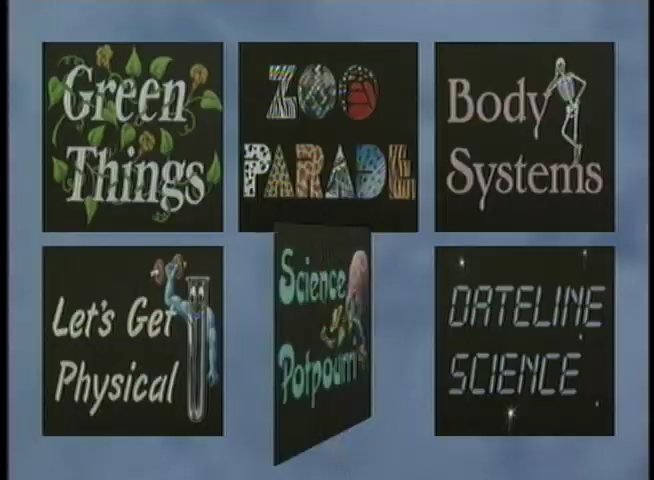 Green
Things
ZOO
PARADE
Body
Systems
Let's Get
Physical
Science
Potpourri
DATELINE
SCIENCE